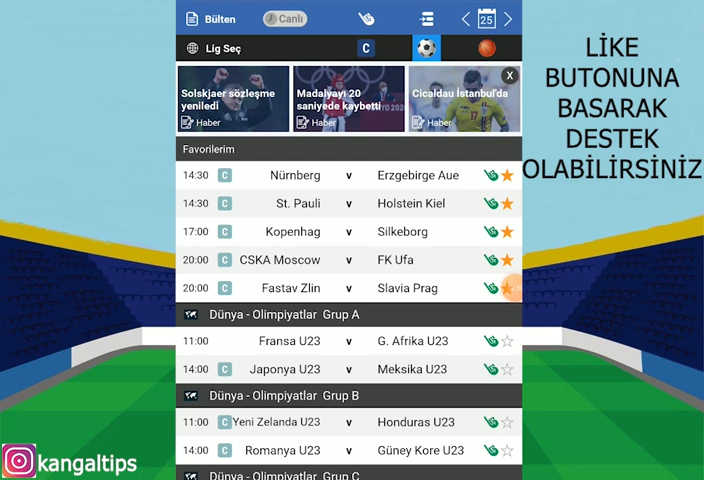 Bülten
Canlı
25
Lig Seç
C
LİKE
BUTONUNA
BASARAK
DESTEK
OLABİLİRSİNİZ
X
Solskjaer sözleşme
yeniledi
Haber
Madalyayı 20
saniyede kaybetti
Haber
Cicaldau İstanbul'da
Haber
Favorilerim
14:30 C Nürnberg v Erzgebirge Aue
14:30 C St. Pauli v Holstein Kiel
17:00 C Kopenhag v Silkeborg
20:00 C CSKA Moscow v FK Ufa
20:00 C Fastav Zlin v Slavia Prag
Dünya - Olimpiyatlar Grup A
11:00 Fransa U23 v G. Afrika U23
14:00 C Japonya U23 v Meksika U23
Dünya - Olimpiyatlar Grup B
11:00 C Yeni Zelanda U23 v Honduras U23
14:00 C Romanya U23 v Güney Kore U23
Dünya - Olimpiyatlar Grup C
kangaltips